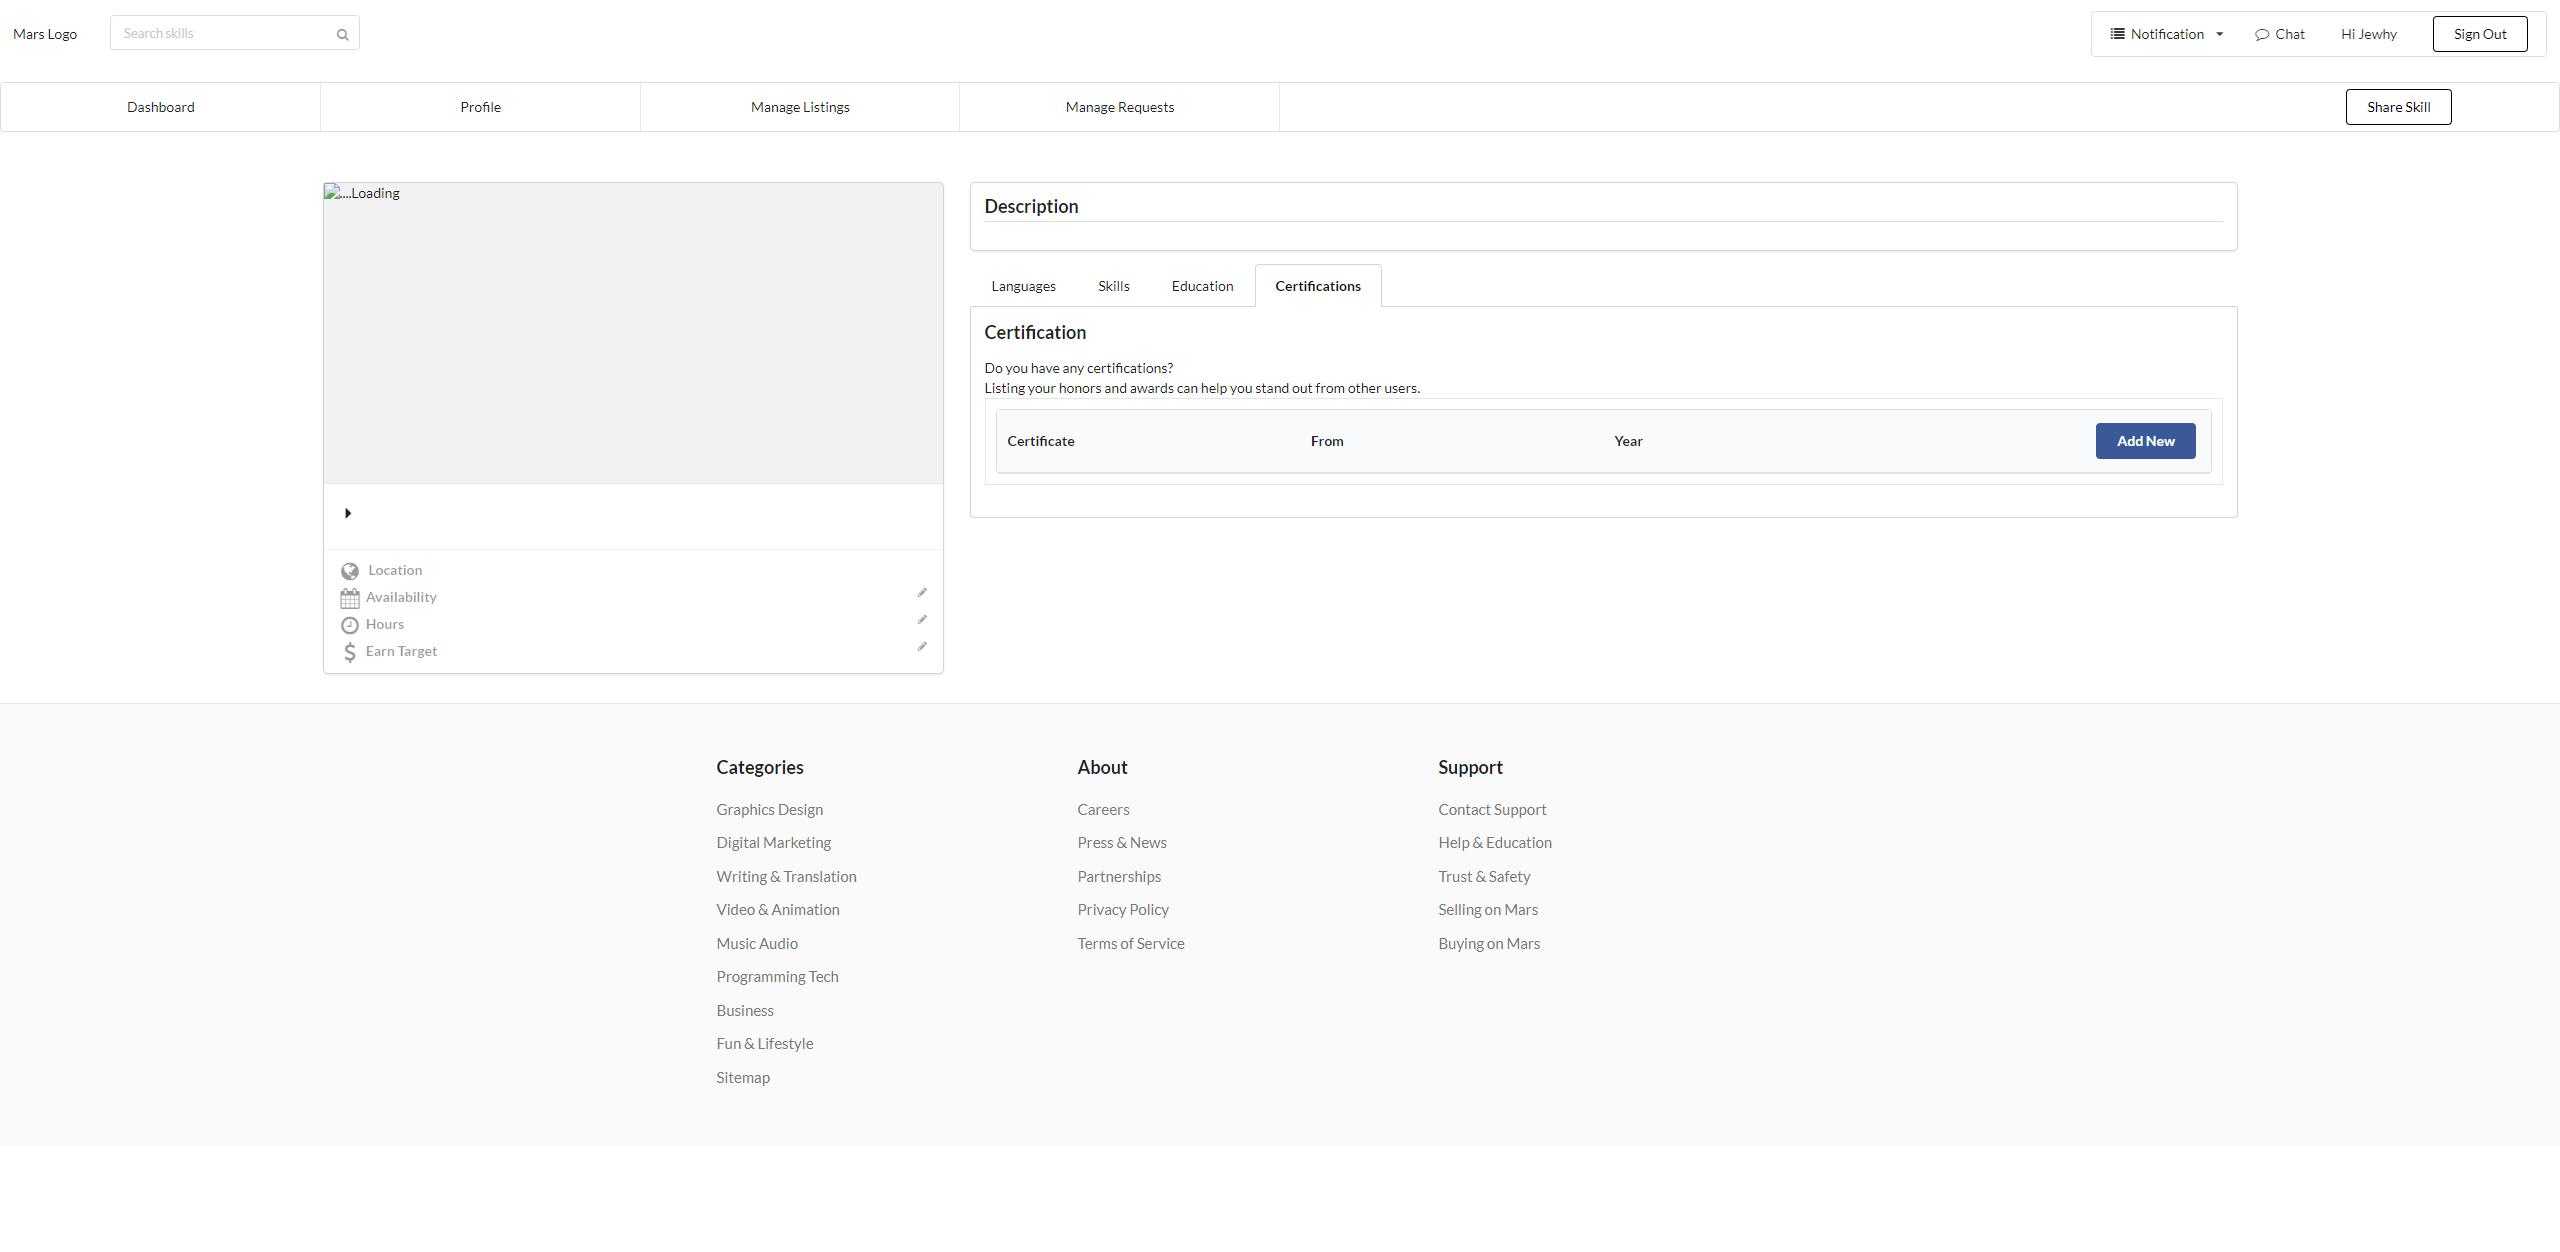 Mars Logo
Search skills
Notification
Chat
Hi Jewhy
Sign Out
Dashboard
Profile
Manage Listings
Manage Requests
Share Skill
....Loading
Location
Availability
Hours
Earn Target
Description
Languages
Skills
Education
Certifications
Certification
Do you have any certifications?
Listing your honors and awards can help you stand out from other users.
Certificate
From
Year
Add New
Categories
Graphics Design
Digital Marketing
Writing & Translation
Video & Animation
Music Audio
Programming Tech
Business
Fun & Lifestyle
Sitemap
About
Careers
Press & News
Partnerships
Privacy Policy
Terms of Service
Support
Contact Support
Help & Education
Trust & Safety
Selling on Mars
Buying on Mars